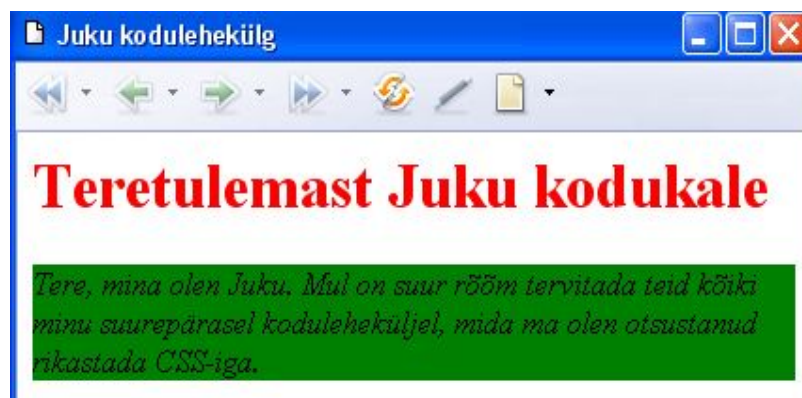 Juku kodulehekülg
Teretulemast Juku kodukale
Tere, mina olen Juku. Mul on suur rõõm tervitada teid kõiki
minu suurepärasel koduleheküljel, mida ma olen otsustanud
rikastada CSS-iga.